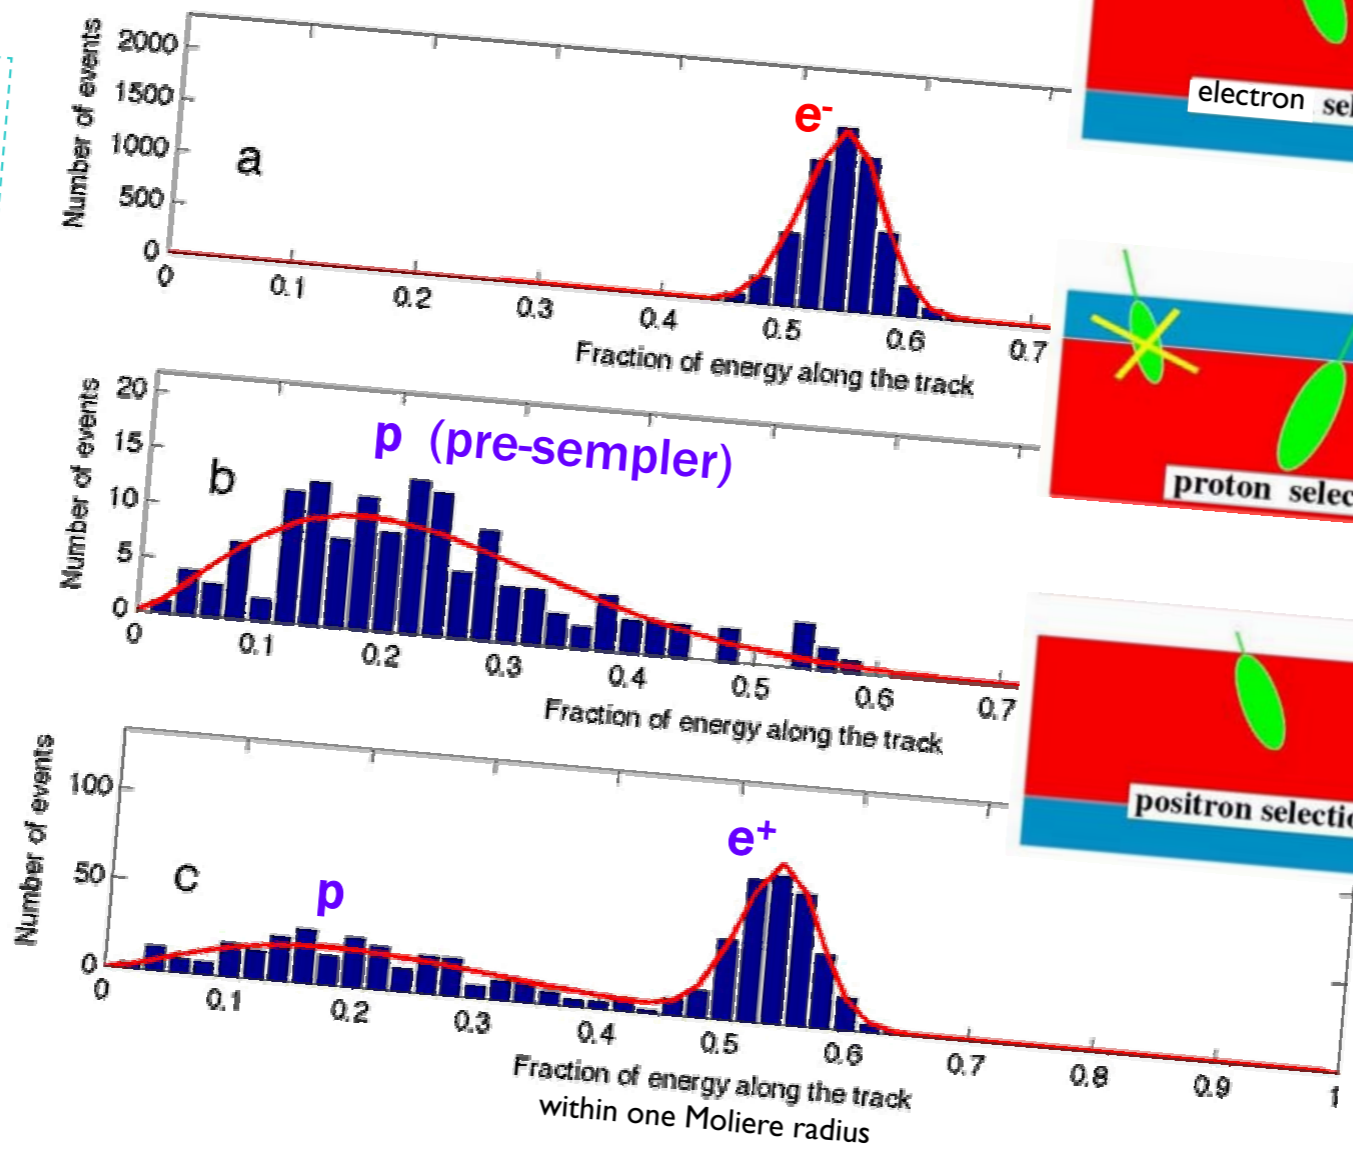 2000
1500
1000
500
0
Number of events
a
e-
0 0.1 0.2 0.3 0.4 0.5 0.6 0.7
Fraction of energy along the track
electron sel
20
15
10
5
0
Number of events
b
p (pre-sempler)
0 0.1 0.2 0.3 0.4 0.5 0.6 0.7
Fraction of energy along the track
proton selec
100
50
0
Number of events
c
p
e+
0 0.1 0.2 0.3 0.4 0.5 0.6 0.7 0.8 0.9 1
Fraction of energy along the track
within one Moliere radius
positron selectio